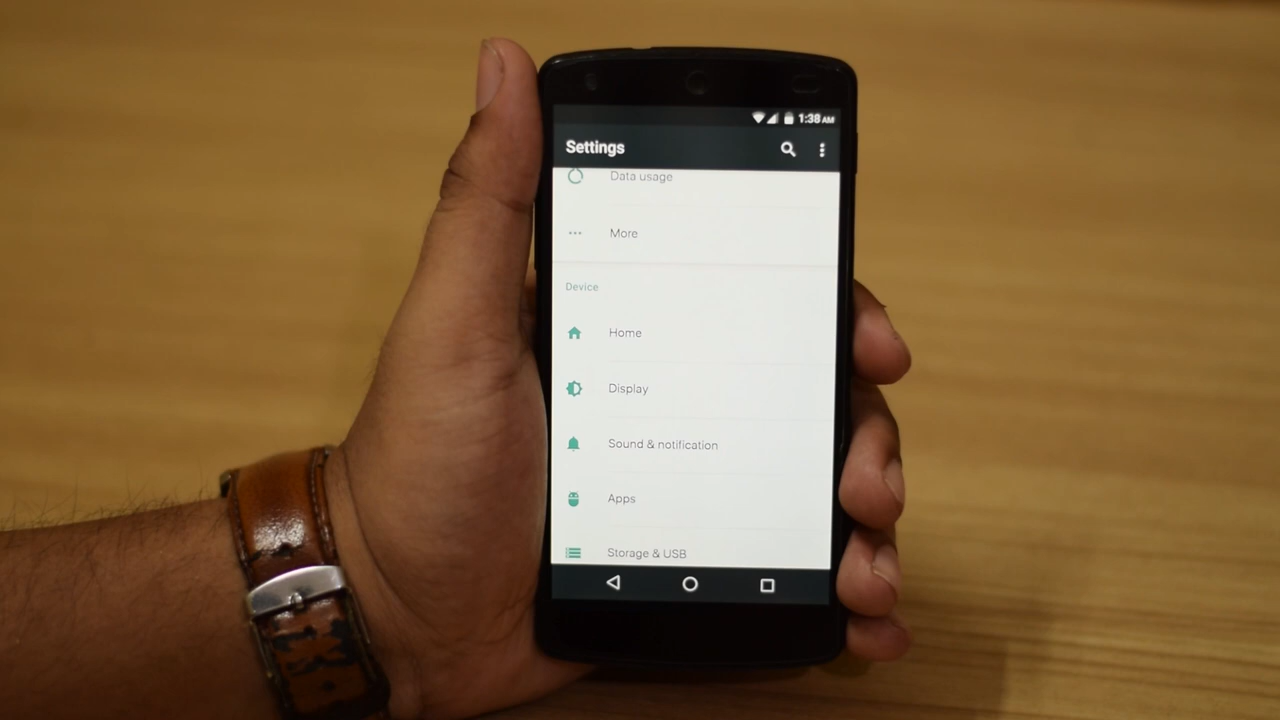 1:38 AM
Settings
Data usage
More
Device
Home
Display
Sound & notification
Apps
Storage & USB